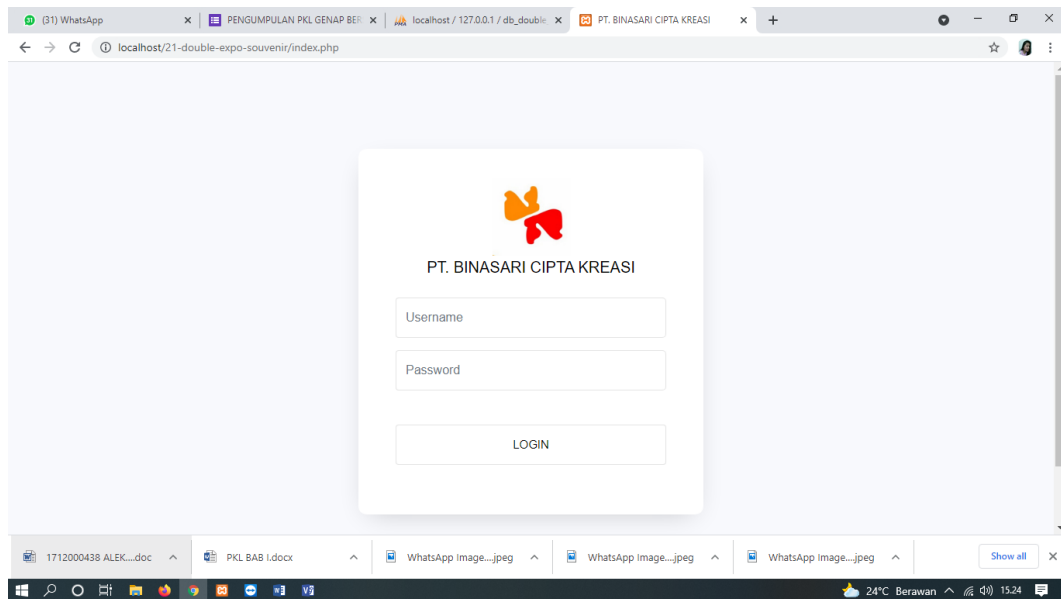 (31) WhatsApp
PENGUMPULAN PKL GENAP BER
localhost / 127.0.0.1 / db_double_
PT. BINASARI CIPTA KREASI
localhost/21-double-expo-souvenir/index.php
PT. BINASARI CIPTA KREASI
Username
Password
LOGIN
1712000438 ALEK....doc
PKL BAB I.docx
WhatsApp Image....jpeg
WhatsApp Image....jpeg
WhatsApp Image....jpeg
Show all
24°C Berawan
15.24